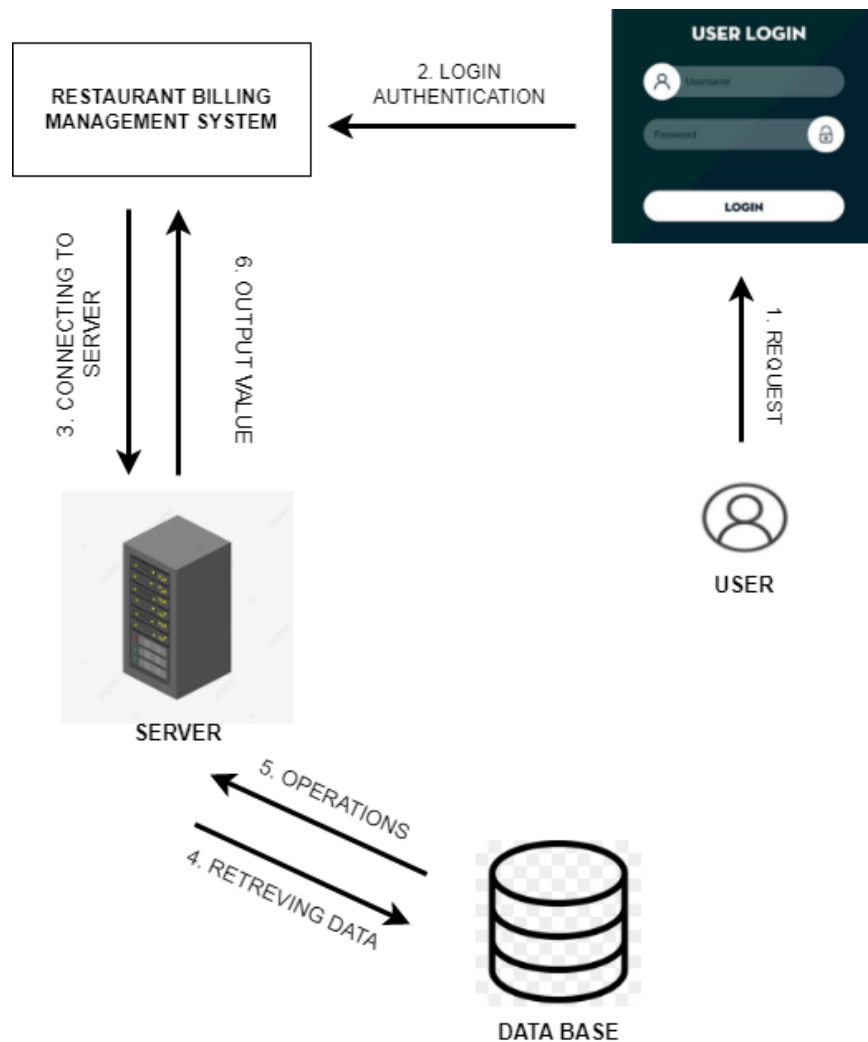 USER LOGIN
Username
Password
LOGIN
2. LOGIN
AUTHENTICATION
RESTAURANT BILLING
MANAGEMENT SYSTEM
3. CONNECTING TO
SERVER
6. OUTPUT VALUE
1. REQUEST
USER
SERVER
5. OPERATIONS
4. RETREVING DATA
DATA BASE